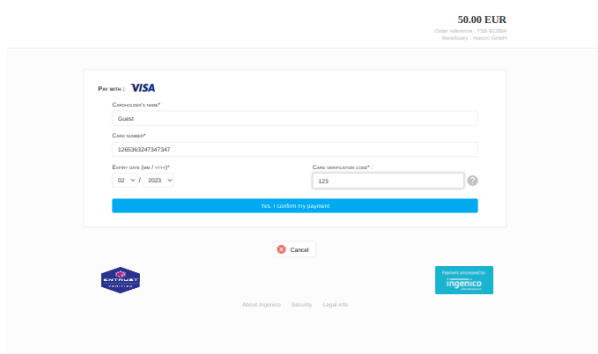 50.00 EUR
Order reference : TSB-922904
Beneficiary : maxxc GmbH
PAY WITH : VISA
CARDHOLDER'S NAME*
Guest
CARD NUMBER*
1265363247347347
EXPIRY DATE (MM / YYYY)*
02 / 2023
CARD VERIFICATION CODE* :
123
?
Yes, I confirm my payment
Cancel
ENTRUST
Payment processed by
ingenico
About Ingenico Security Legal info